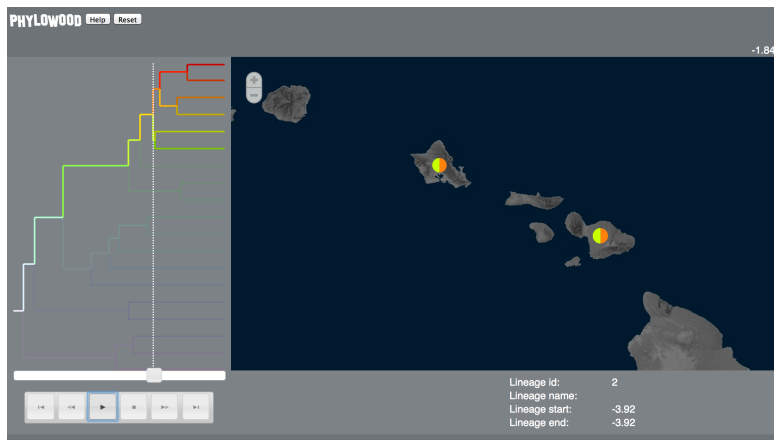 PHYLOWOOD Help Reset
-1.84
Lineage id: 2
Lineage name:
Lineage start: -3.92
Lineage end: -3.92